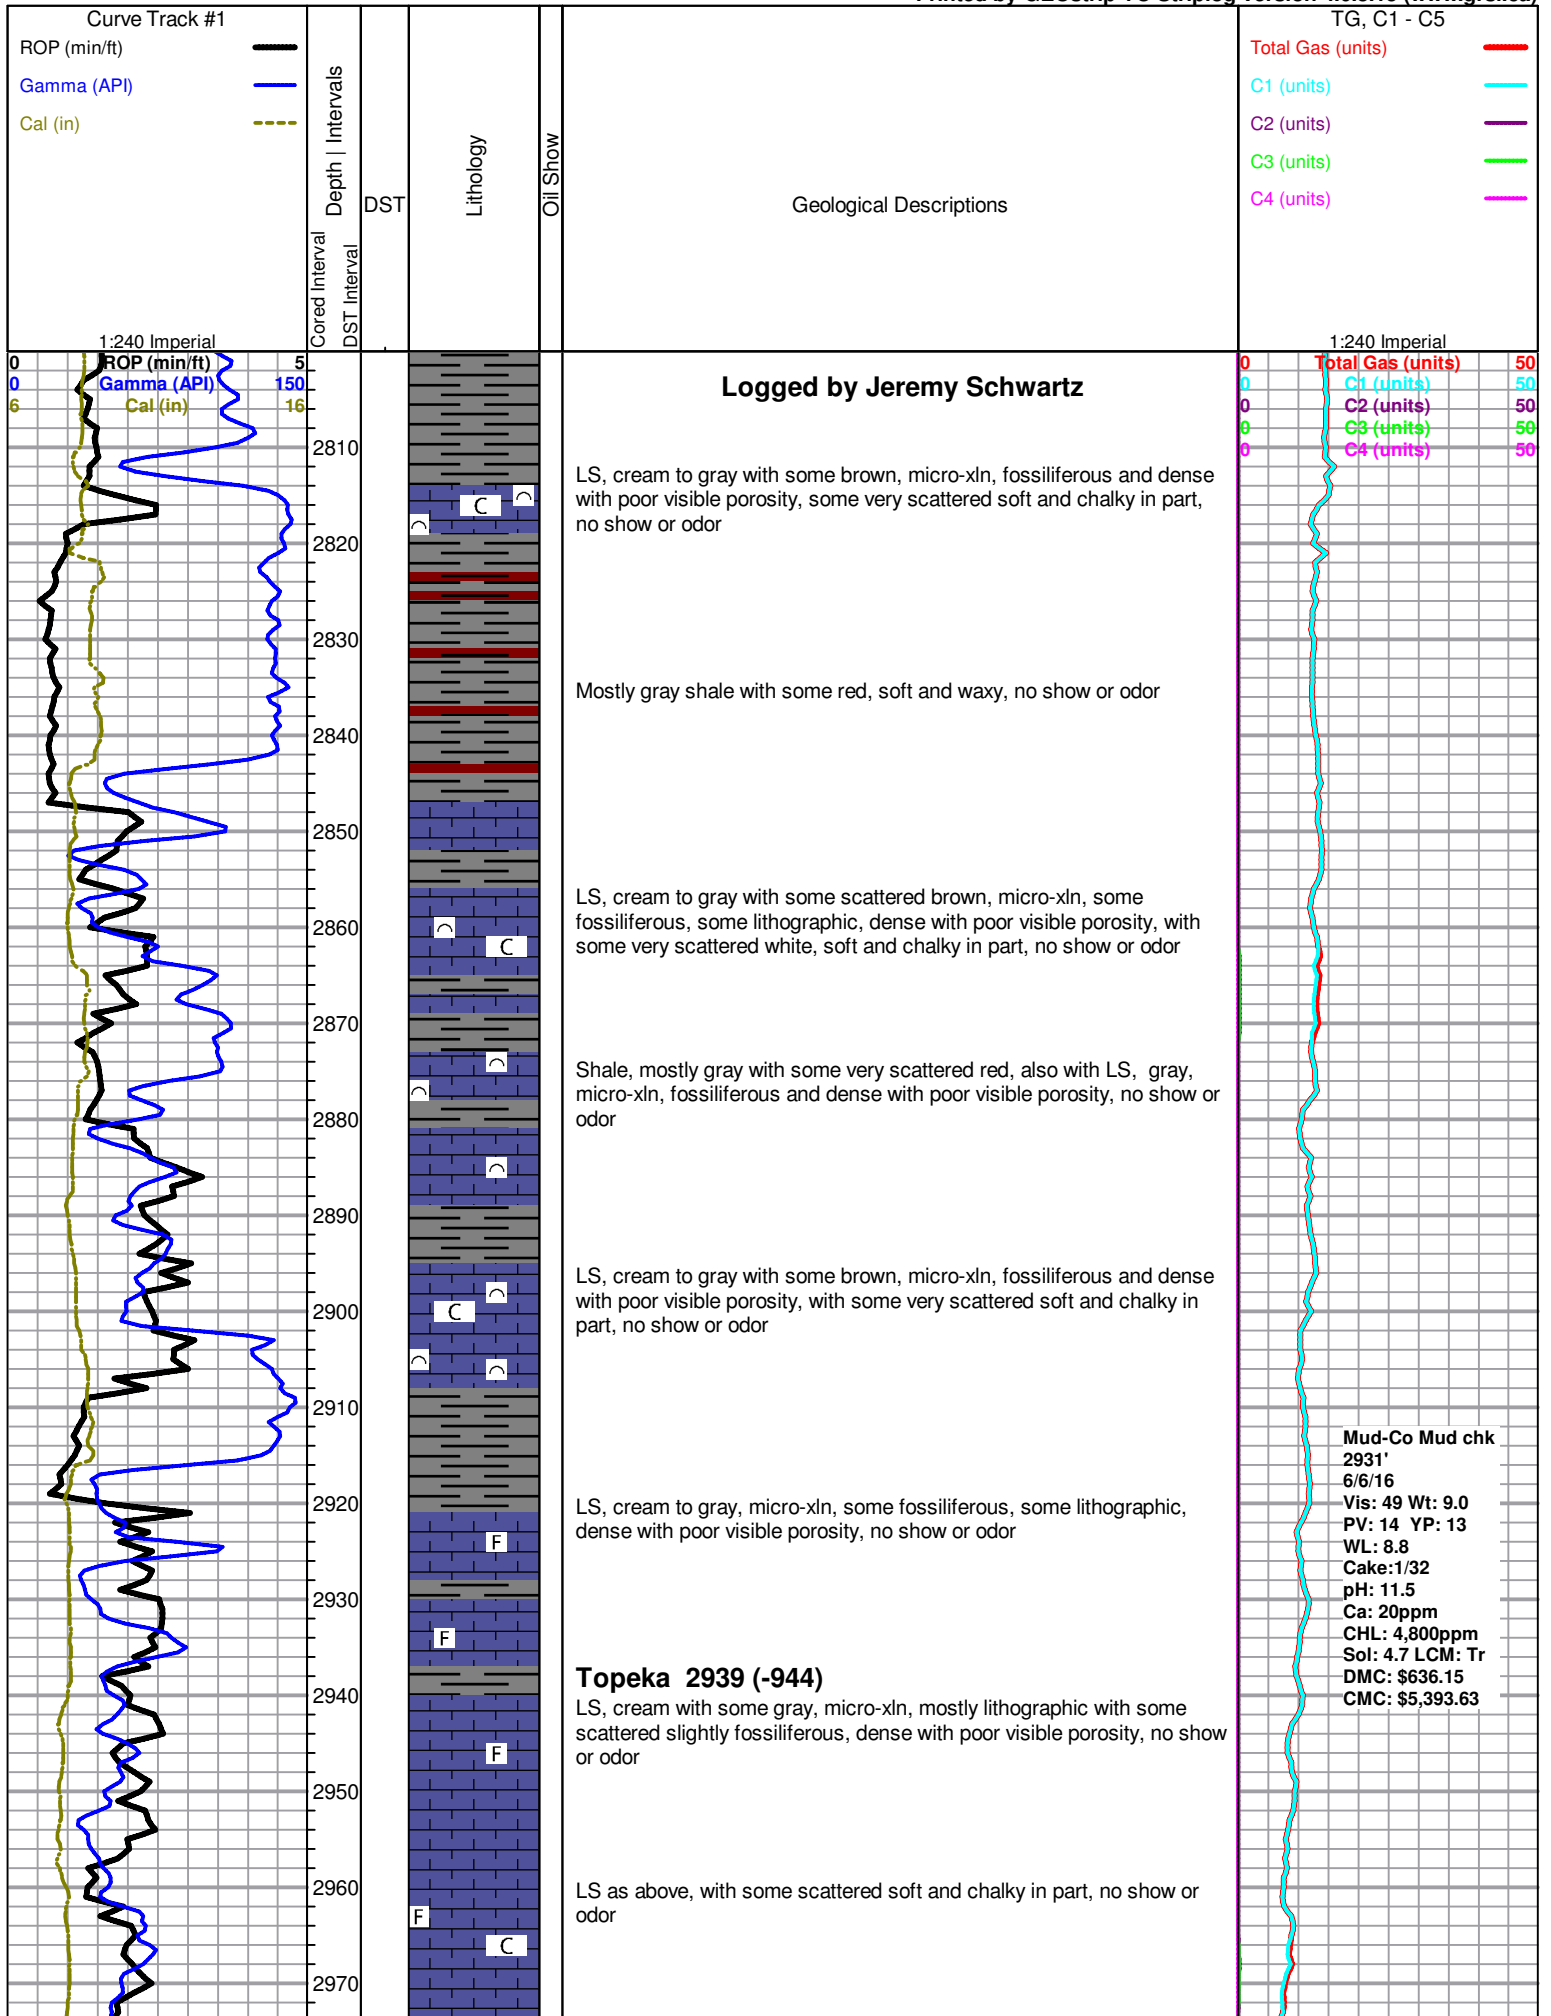 Curve Track #1
ROP (min/ft)
Gamma (API)
Cal (in)
1:240 Imperial
Depth | Intervals
Cored Interval
DST Interval
DST
Lithology
Oil Show
Geological Descriptions
TG, C1 - C5
Total Gas (units)
C1 (units)
C2 (units)
C3 (units)
C4 (units)
1:240 Imperial
0 ROP (min/ft) 5
0 Gamma (API) 150
6 Cal (in) 16
0 Total Gas (units) 50
0 C1 (units) 50
0 C2 (units) 50
0 C3 (units) 50
0 C4 (units) 50
Logged by Jeremy Schwartz
2810
LS, cream to gray with some brown, micro-xln, fossiliferous and dense
with poor visible porosity, some very scattered soft and chalky in part,
no show or odor
C
2820
2830
Mostly gray shale with some red, soft and waxy, no show or odor
2840
2850
LS, cream to gray with some scattered brown, micro-xln, some
fossiliferous, some lithographic, dense with poor visible porosity, with
some very scattered white, soft and chalky in part, no show or odor
2860
C
2870
Shale, mostly gray with some very scattered red, also with LS, gray,
micro-xln, fossiliferous and dense with poor visible porosity, no show or
odor
2880
2890
LS, cream to gray with some brown, micro-xln, fossiliferous and dense
with poor visible porosity, with some very scattered soft and chalky in
part, no show or odor
2900
C
2910
Mud-Co Mud chk
2931'
6/6/16
Vis: 49 Wt: 9.0
PV: 14 YP: 13
WL: 8.8
Cake:1/32
pH: 11.5
Ca: 20ppm
CHL: 4,800ppm
Sol: 4.7 LCM: Tr
DMC: $636.15
CMC: $5,393.63
2920
LS, cream to gray, micro-xln, some fossiliferous, some lithographic,
dense with poor visible porosity, no show or odor
F
2930
F
Topeka 2939 (-944)
2940
LS, cream with some gray, micro-xln, mostly lithographic with some
scattered slightly fossiliferous, dense with poor visible porosity, no show
or odor
F
2950
2960
LS as above, with some scattered soft and chalky in part, no show or
odor
F
C
2970